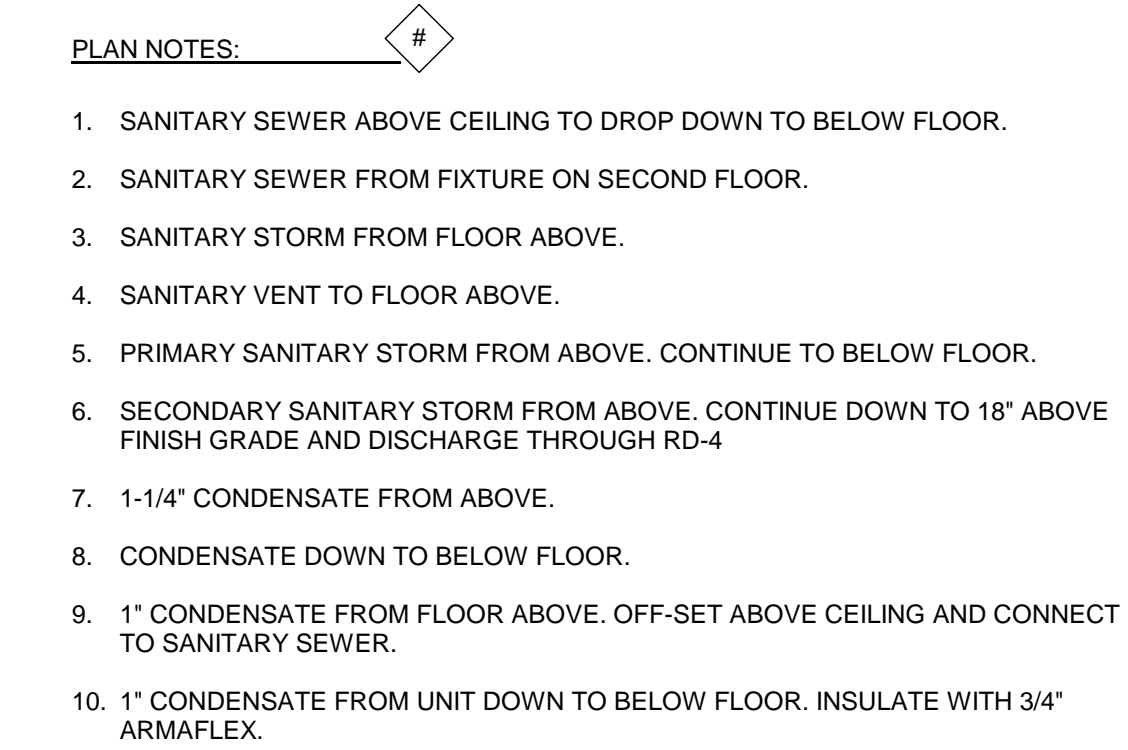 PLAN NOTES: #
1. SANITARY SEWER ABOVE CEILING TO DROP DOWN TO BELOW FLOOR.
2. SANITARY SEWER FROM FIXTURE ON SECOND FLOOR.
3. SANITARY STORM FROM FLOOR ABOVE.
4. SANITARY VENT TO FLOOR ABOVE.
5. PRIMARY SANITARY STORM FROM ABOVE. CONTINUE TO BELOW FLOOR.
6. SECONDARY SANITARY STORM FROM ABOVE. CONTINUE DOWN TO 18" ABOVE
FINISH GRADE AND DISCHARGE THROUGH RD-4
7. 1-1/4" CONDENSATE FROM ABOVE.
8. CONDENSATE DOWN TO BELOW FLOOR.
9. 1" CONDENSATE FROM FLOOR ABOVE. OFF-SET ABOVE CEILING AND CONNECT
TO SANITARY SEWER.
10. 1" CONDENSATE FROM UNIT DOWN TO BELOW FLOOR. INSULATE WITH 3/4"
ARMAFLEX.